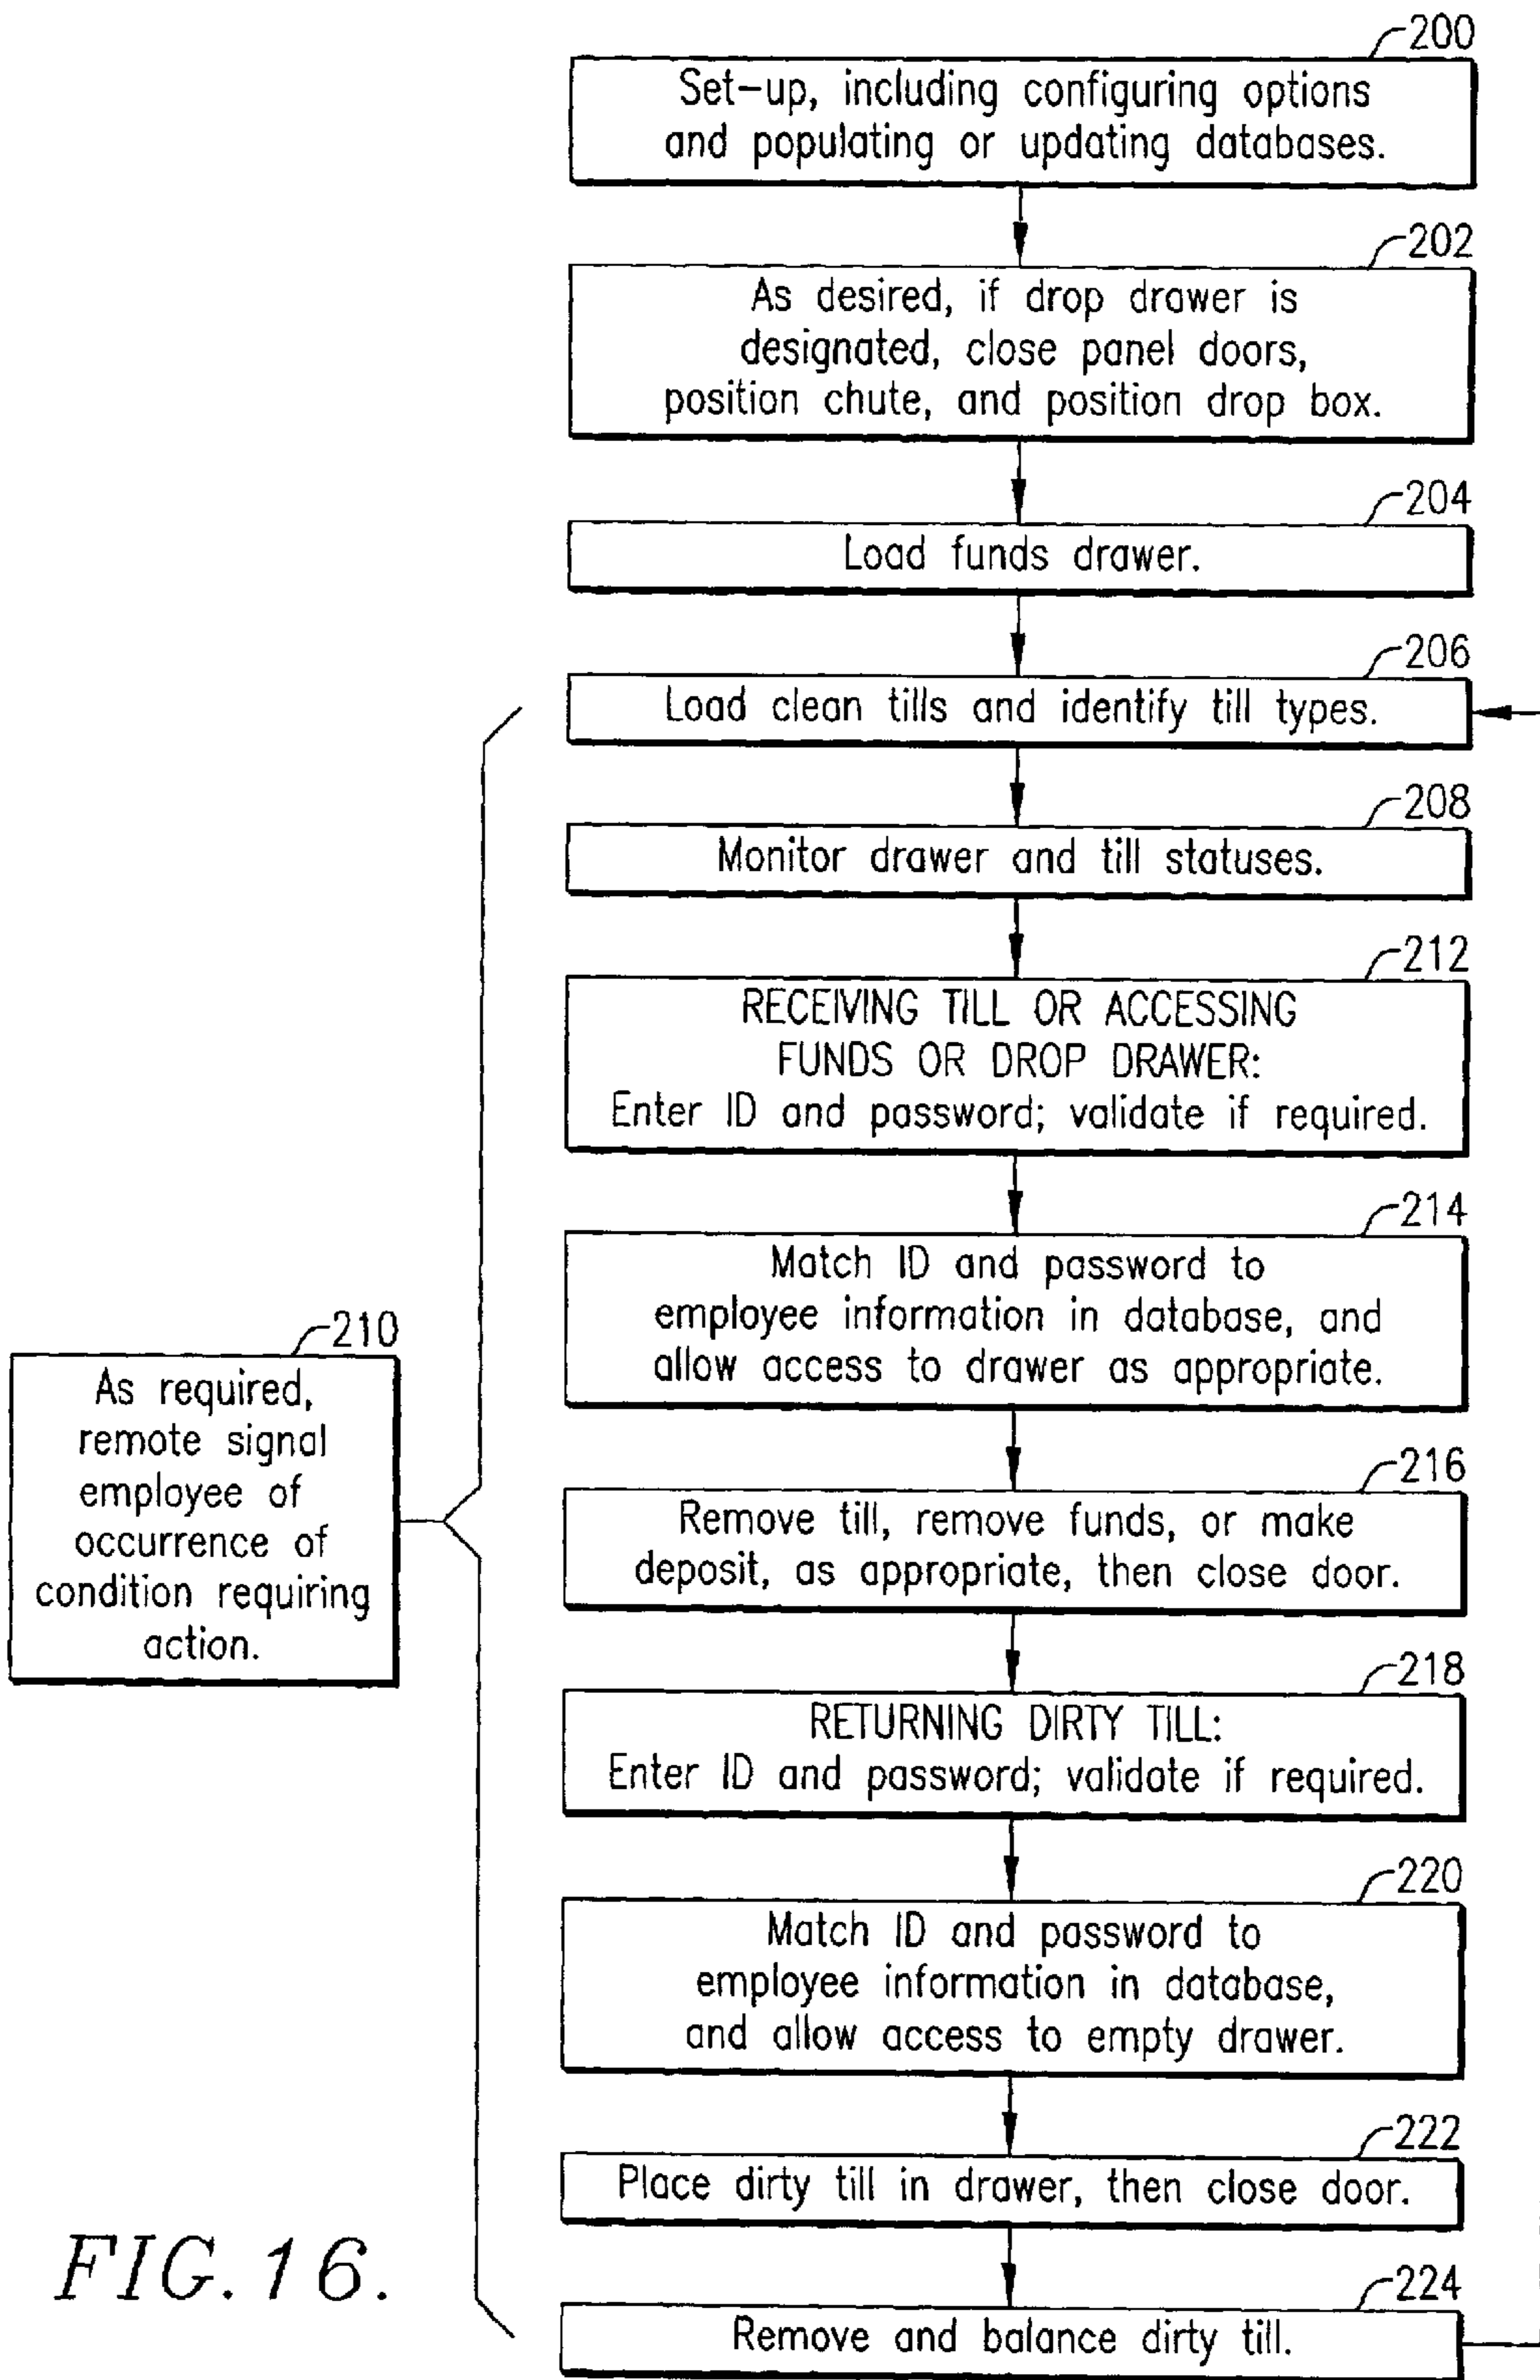 200
Set-up, including configuring options
and populating or updating databases.
202
As desired, if drop drawer is
designated, close panel doors,
position chute, and position drop box.
204
Load funds drawer.
206
Load clean tills and identify till types.
208
Monitor drawer and till statuses.
212
RECEIVING TILL OR ACCESSING
FUNDS OR DROP DRAWER:
Enter ID and password; validate if required.
214
Match ID and password to
employee information in database, and
allow access to drawer as appropriate.
210
As required,
remote signal
employee of
occurrence of
condition requiring
action.
216
Remove till, remove funds, or make
deposit, as appropriate, then close door.
218
RETURNING DIRTY TILL:
Enter ID and password; validate if required.
220
Match ID and password to
employee information in database,
and allow access to empty drawer.
222
Place dirty till in drawer, then close door.
224
Remove and balance dirty till.
FIG. 16.